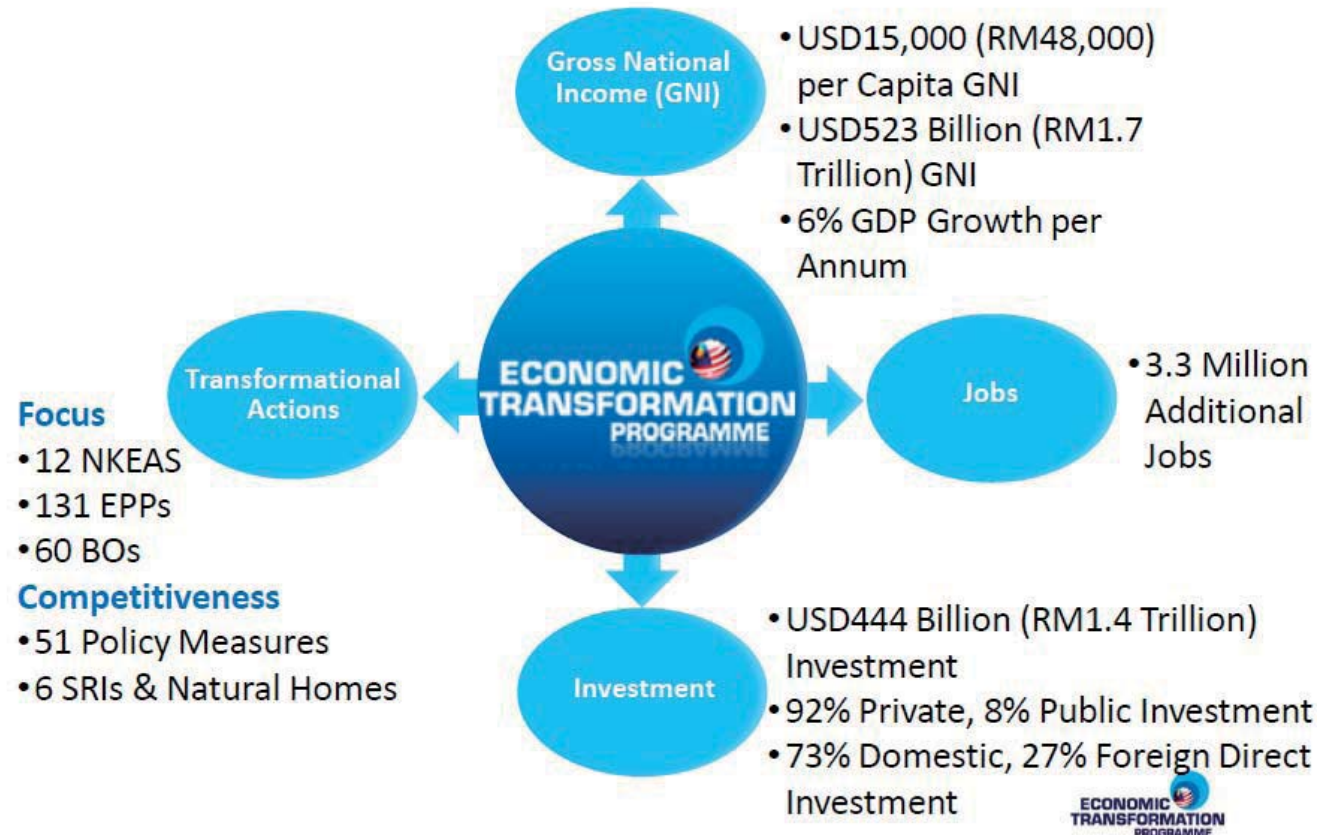 Gross National
Income (GNI)
•USD15,000 (RM48,000)
per Capita GNI
•USD523 Billion (RM1.7
Trillion) GNI
•6% GDP Growth per
Annum
Transformational
Actions
ECONOMIC
TRANSFORMATION
PROGRAMME
Jobs
•3.3 Million
Additional
Jobs
Focus
•12 NKEAS
•131 EPPs
•60 BOs
Competitiveness
•51 Policy Measures
•6 SRIs & Natural Homes
Investment
•USD444 Billion (RM1.4 Trillion)
Investment
•92% Private, 8% Public Investment
•73% Domestic, 27% Foreign Direct
Investment
ECONOMIC
TRANSFORMATION
PROGRAMME